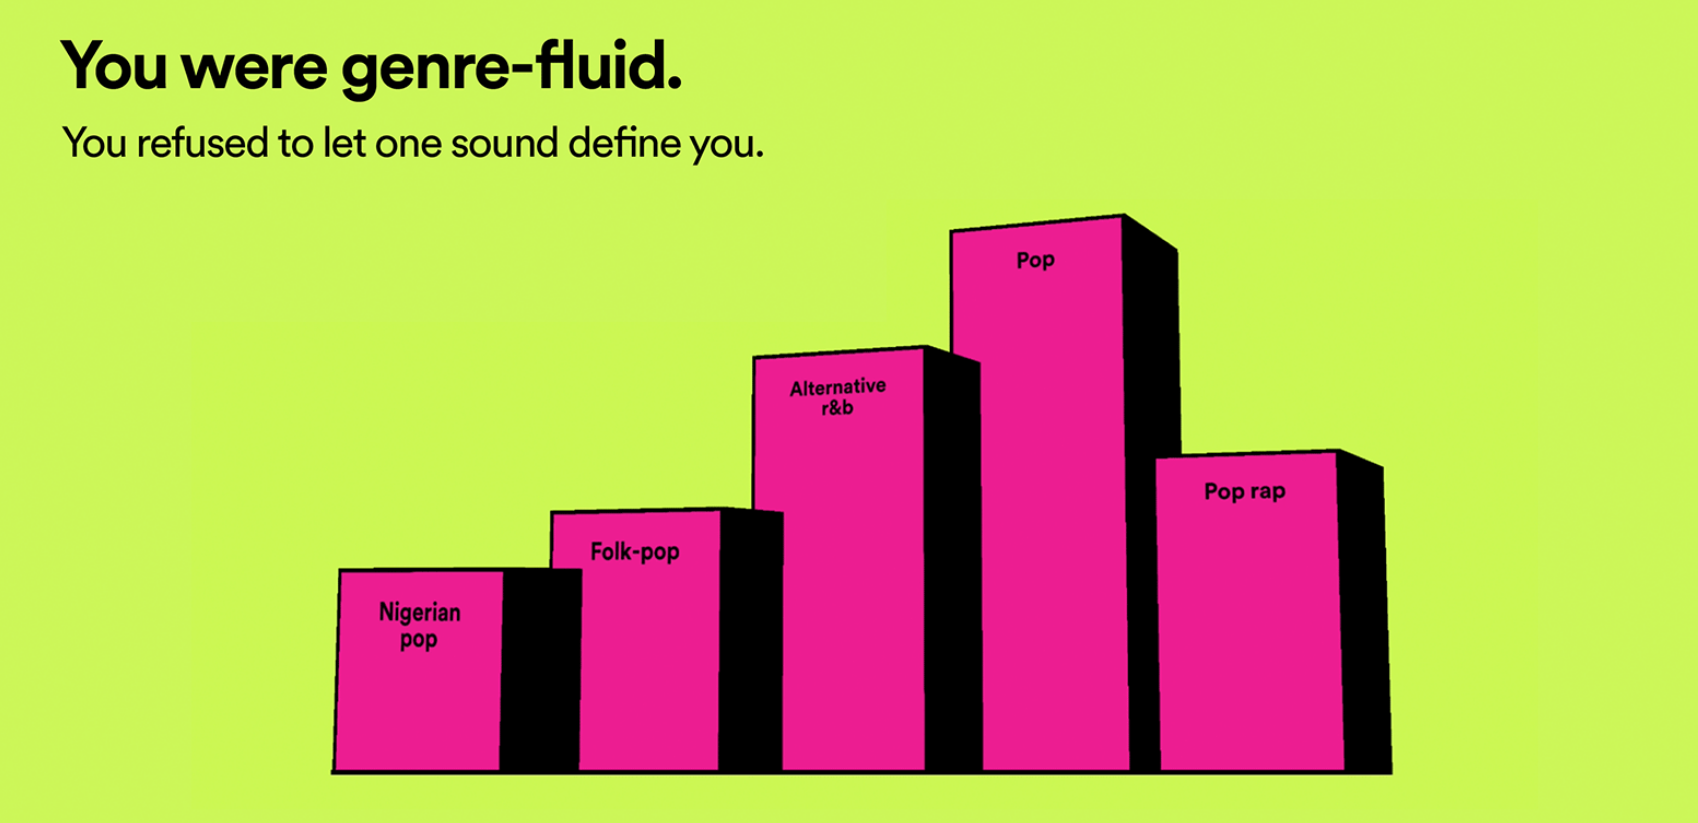 You were genre-fluid.
You refused to let one sound define you.
Nigerian
pop
Folk-pop
Alternative
r&b
Pop
Pop rap